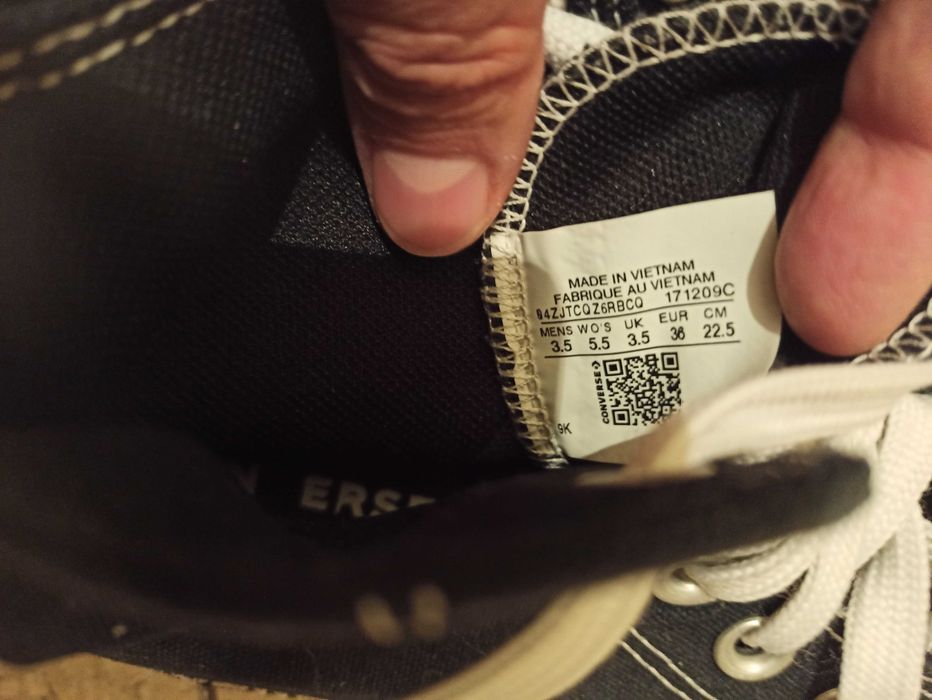 MADE IN VIETNAM
FABRIQUE AU VIETNAM
04ZJTCQZ6RBCQ 171209C
MENS WO'S UK EUR CM
3.5 5.5 3.5 36 22.5
CONVERSE
9K
N ERSE